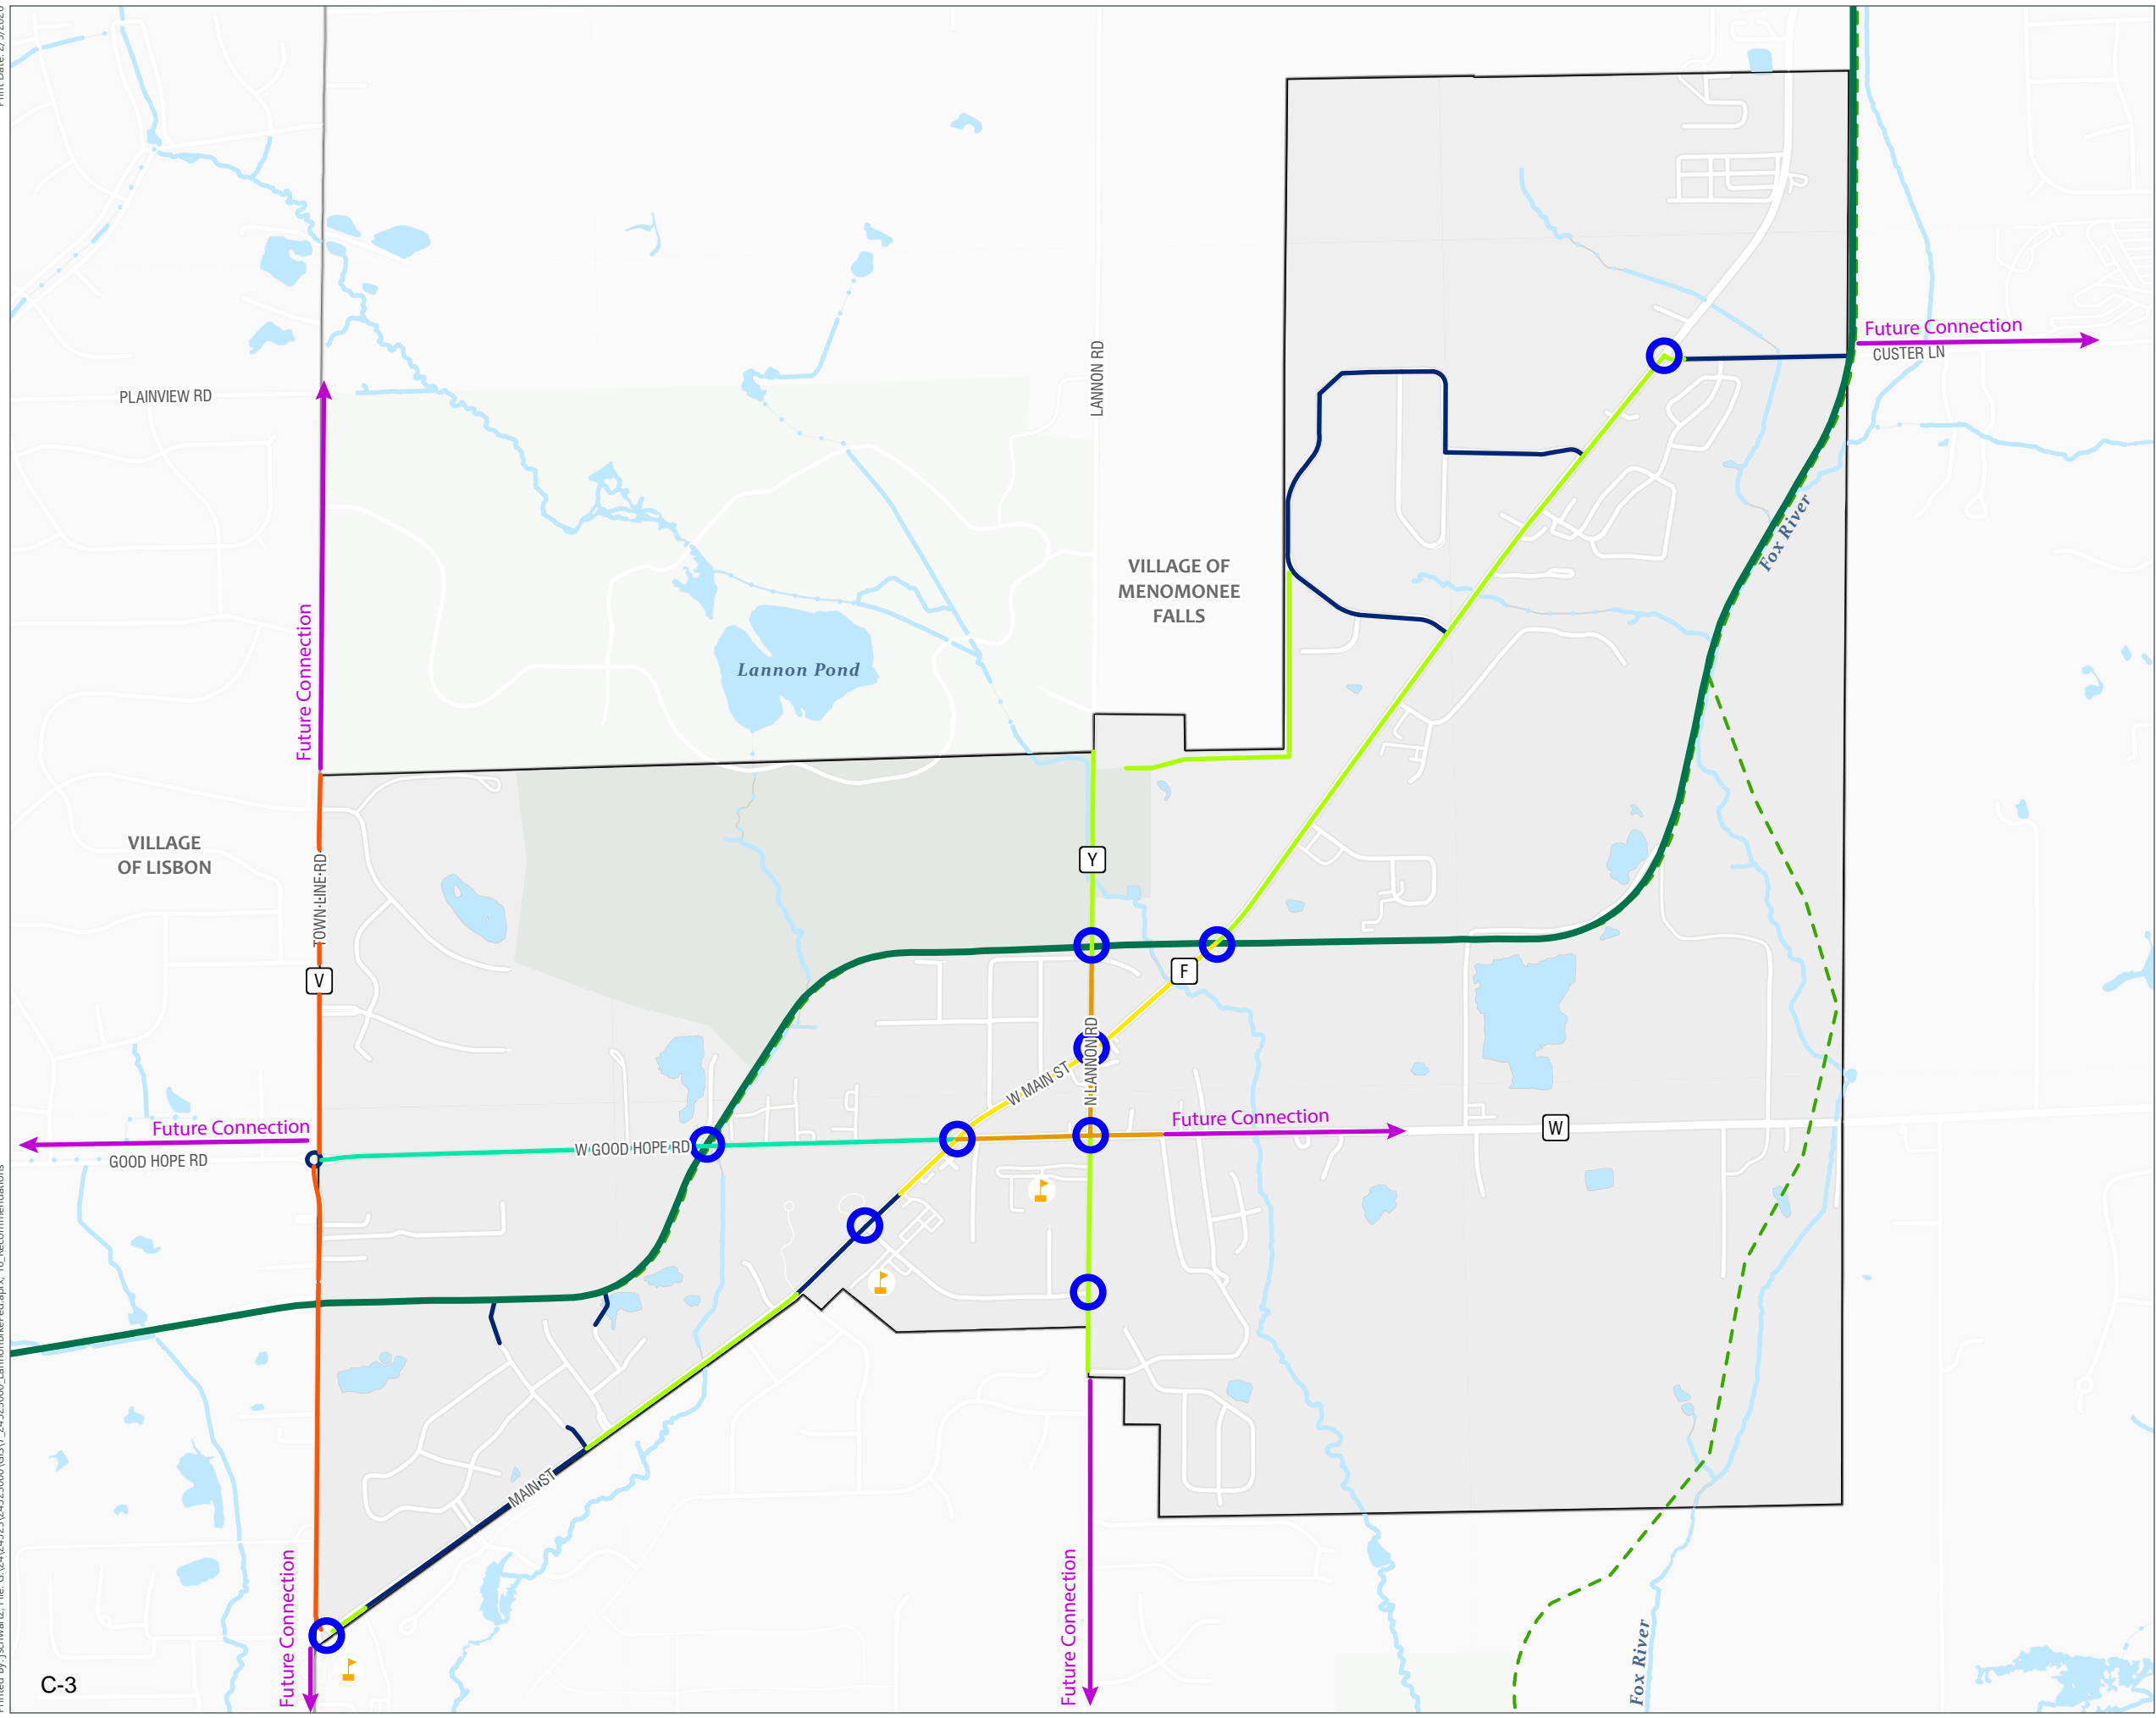 Future Connection
CUSTER LN
LANNON RD
PLAINVIEW RD
Fox River
VILLAGE OF
MENOMONEE
FALLS
Future Connection
Lannon Pond
VILLAGE
OF LISBON
Y
TOWN LINE RD
V
F
N LANNON RD
W MAIN ST
Future Connection
Future Connection
W
W GOOD HOPE RD
GOOD HOPE RD
MAIN ST
Future Connection
Future Connection
Fox River
C-3